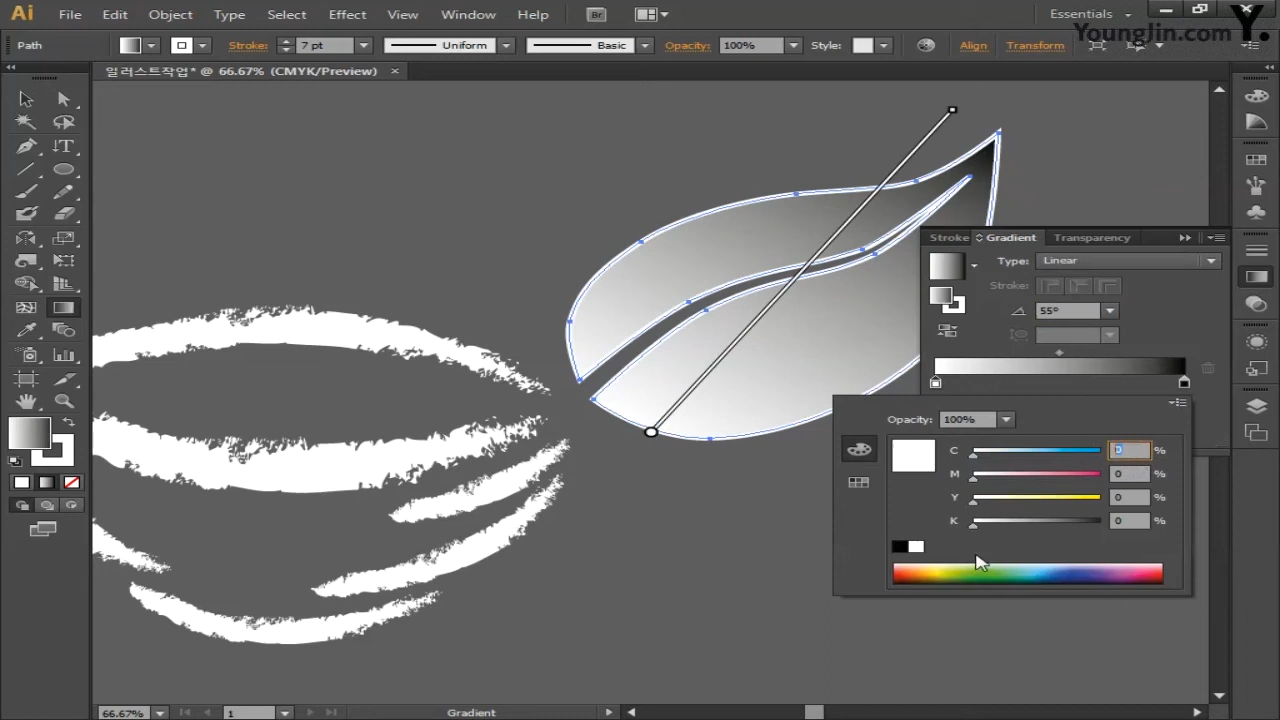 Ai File Edit Object Type Select Effect View Window Help Br Essentials
YoungJin.com Y.
Path Stroke: 7 pt Uniform Basic Opacity: 100% Style: Align Transform
일러스트작업* @ 66.67% (CMYK/Preview) ×
Stroke Gradient Transparency
Type: Linear
Stroke:
55°
Opacity: 100%
C 0 %
M 0 %
Y 0 %
K 0 %
66.67% 1 Gradient